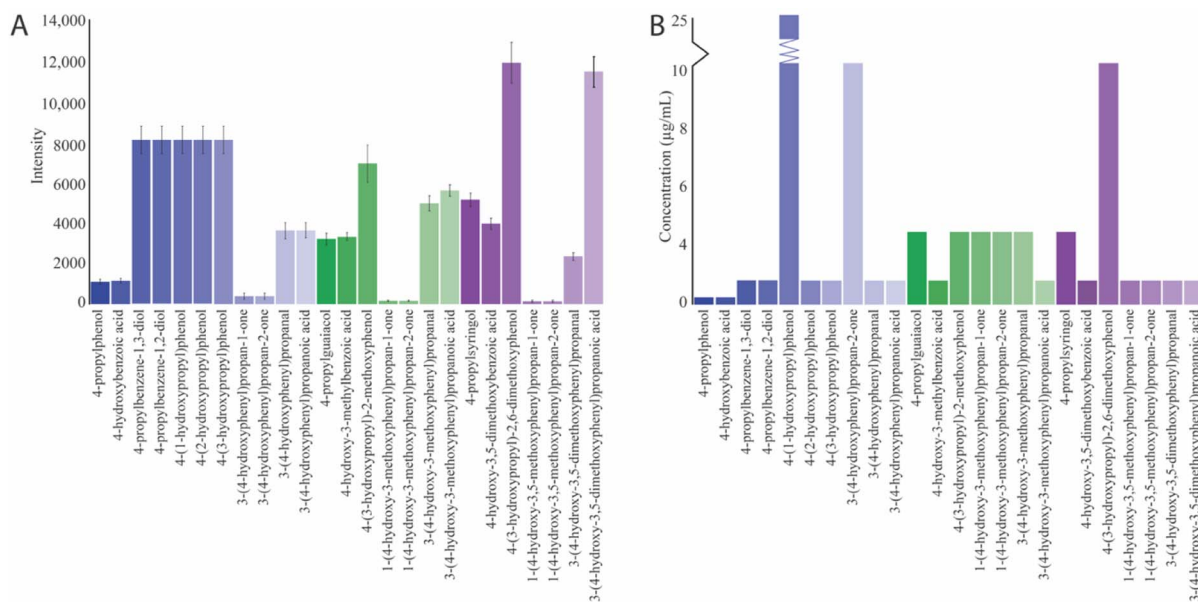 A
Intensity
14,000
12,000
10,000
8000
6000
4000
2000
0
4-propylphenol
4-hydroxybenzoic acid
4-propylbenzene-1,3-diol
4-propylbenzene-1,2-diol
4-(1-hydroxypropyl)phenol
4-(2-hydroxypropyl)phenol
4-(3-hydroxypropyl)phenol
3-(4-hydroxyphenyl)propan-1-one
3-(4-hydroxyphenyl)propan-2-one
3-(4-hydroxyphenyl)propanal
3-(4-hydroxyphenyl)propanoic acid
4-propylguaiacol
4-hydroxy-3-methylbenzoic acid
4-(3-hydroxypropyl)-2-methoxyphenol
1-(4-hydroxy-3-methoxyphenyl)propan-1-one
1-(4-hydroxy-3-methoxyphenyl)propan-2-one
3-(4-hydroxy-3-methoxyphenyl)propanal
3-(4-hydroxy-3-methoxyphenyl)propanoic acid
4-propylsyringol
4-hydroxy-3,5-dimethoxybenzoic acid
4-(3-hydroxypropyl)-2,6-dimethoxyphenol
1-(4-hydroxy-3,5-methoxyphenyl)propan-1-one
1-(4-hydroxy-3,5-methoxyphenyl)propan-2-one
3-(4-hydroxy-3,5-dimethoxyphenyl)propanal
3-(4-hydroxy-3,5-dimethoxyphenyl)propanoic acid
B
Concentration (µg/mL)
25
10
8
6
4
2
0
4-propylphenol
4-hydroxybenzoic acid
4-propylbenzene-1,3-diol
4-propylbenzene-1,2-diol
4-(1-hydroxypropyl)phenol
4-(2-hydroxypropyl)phenol
4-(3-hydroxypropyl)phenol
3-(4-hydroxyphenyl)propan-2-one
3-(4-hydroxyphenyl)propanal
3-(4-hydroxyphenyl)propanoic acid
4-propylguaiacol
4-hydroxy-3-methylbenzoic acid
4-(3-hydroxypropyl)-2-methoxyphenol
1-(4-hydroxy-3-methoxyphenyl)propan-1-one
1-(4-hydroxy-3-methoxyphenyl)propan-2-one
3-(4-hydroxy-3-methoxyphenyl)propanal
3-(4-hydroxy-3-methoxyphenyl)propanoic acid
4-propylsyringol
4-hydroxy-3,5-dimethoxybenzoic acid
4-(3-hydroxypropyl)-2,6-dimethoxyphenol
1-(4-hydroxy-3,5-methoxyphenyl)propan-1-one
1-(4-hydroxy-3,5-methoxyphenyl)propan-2-one
3-(4-hydroxy-3,5-dimethoxyphenyl)propanal
3-(4-hydroxy-3,5-dimethoxyphenyl)propanoic acid